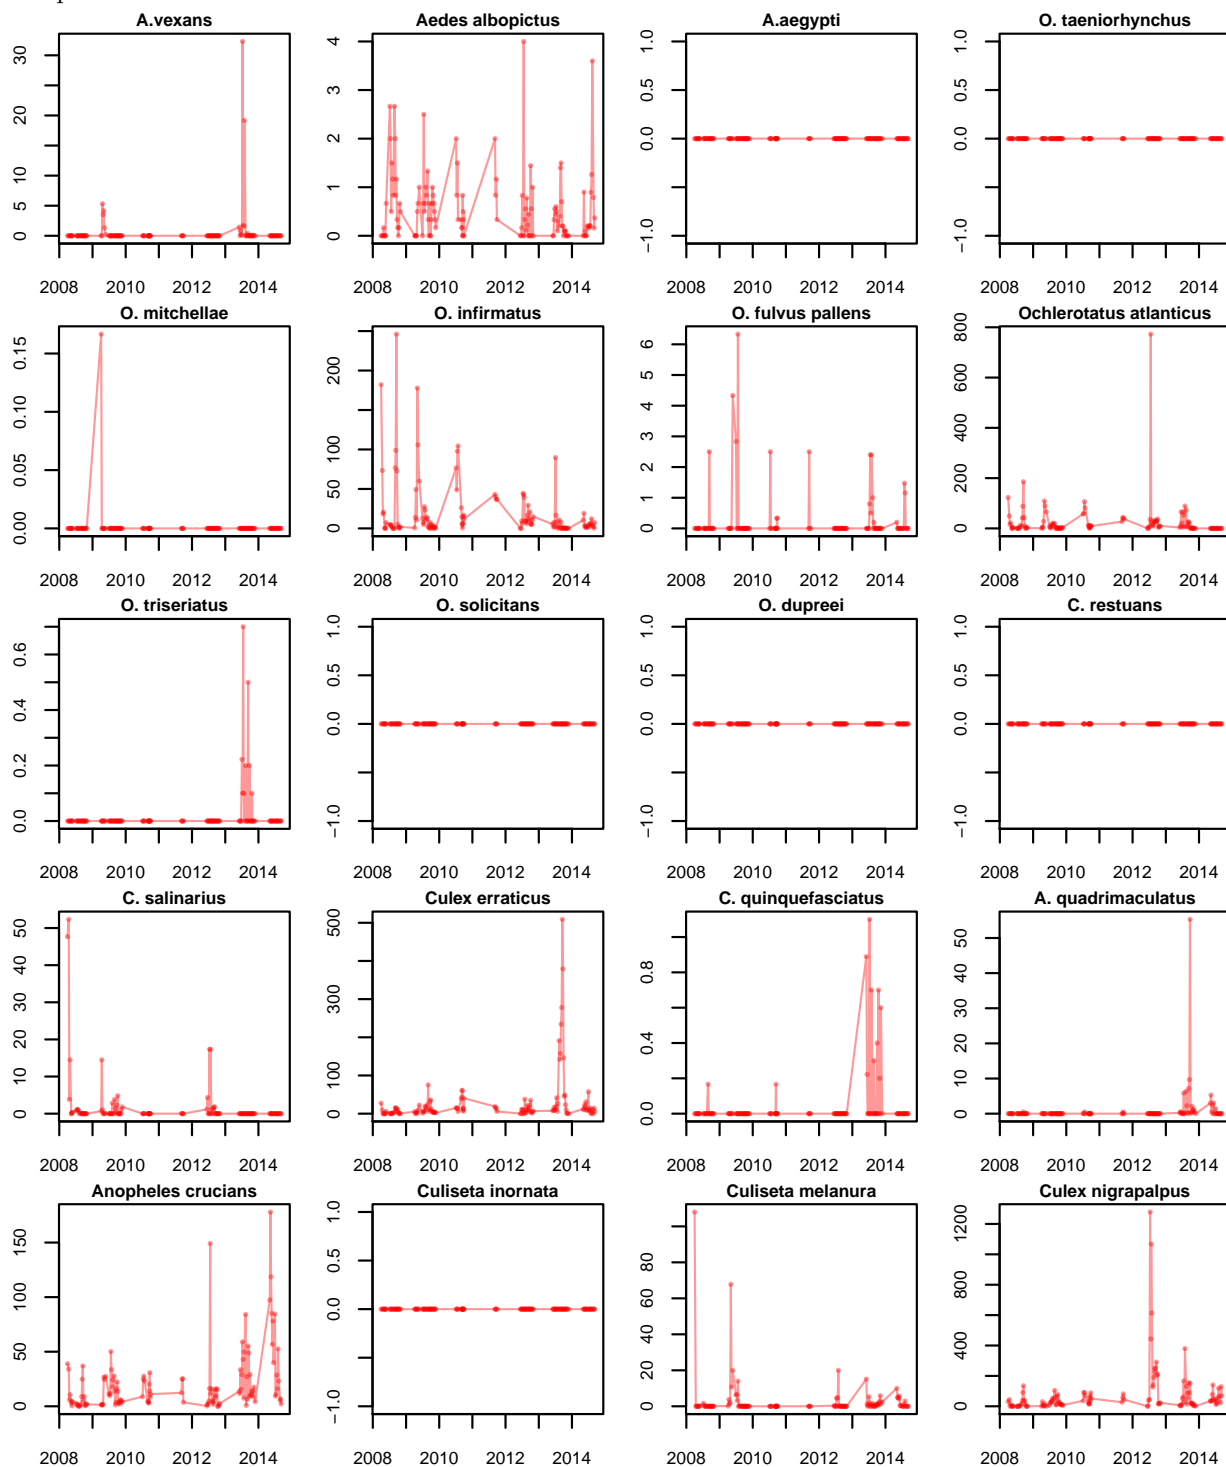 A.vexans Aedes albopictus A.aegypti O. taeniorhynchus
0 5 10 20 30 0 1 2 3 4 −1.0 0.0 0.5 1.0 −1.0 0.0 0.5 1.0
2008 2010 2012 2014 2008 2010 2012 2014 2008 2010 2012 2014 2008 2010 2012 2014
O. mitchellae O. infirmatus O. fulvus pallens Ochlerotatus atlanticus
0.00 0.05 0.10 0.15 0 50 100 200 0 1 2 3 4 5 6 0 200 400 600 800
2008 2010 2012 2014 2008 2010 2012 2014 2008 2010 2012 2014 2008 2010 2012 2014
O. triseriatus O. solicitans O. dupreei C. restuans
0.0 0.2 0.4 0.6 −1.0 0.0 0.5 1.0 −1.0 0.0 0.5 1.0 −1.0 0.0 0.5 1.0
2008 2010 2012 2014 2008 2010 2012 2014 2008 2010 2012 2014 2008 2010 2012 2014
C. salinarius Culex erraticus C. quinquefasciatus A. quadrimaculatus
0 10 20 30 40 50 0 100 300 500 0.0 0.4 0.8 0 10 20 30 40 50
2008 2010 2012 2014 2008 2010 2012 2014 2008 2010 2012 2014 2008 2010 2012 2014
Anopheles crucians Culiseta inornata Culiseta melanura Culex nigrapalpus
0 50 100 150 −1.0 0.0 0.5 1.0 0 20 40 60 80 0 400 800 1200
2008 2010 2012 2014 2008 2010 2012 2014 2008 2010 2012 2014 2008 2010 2012 2014